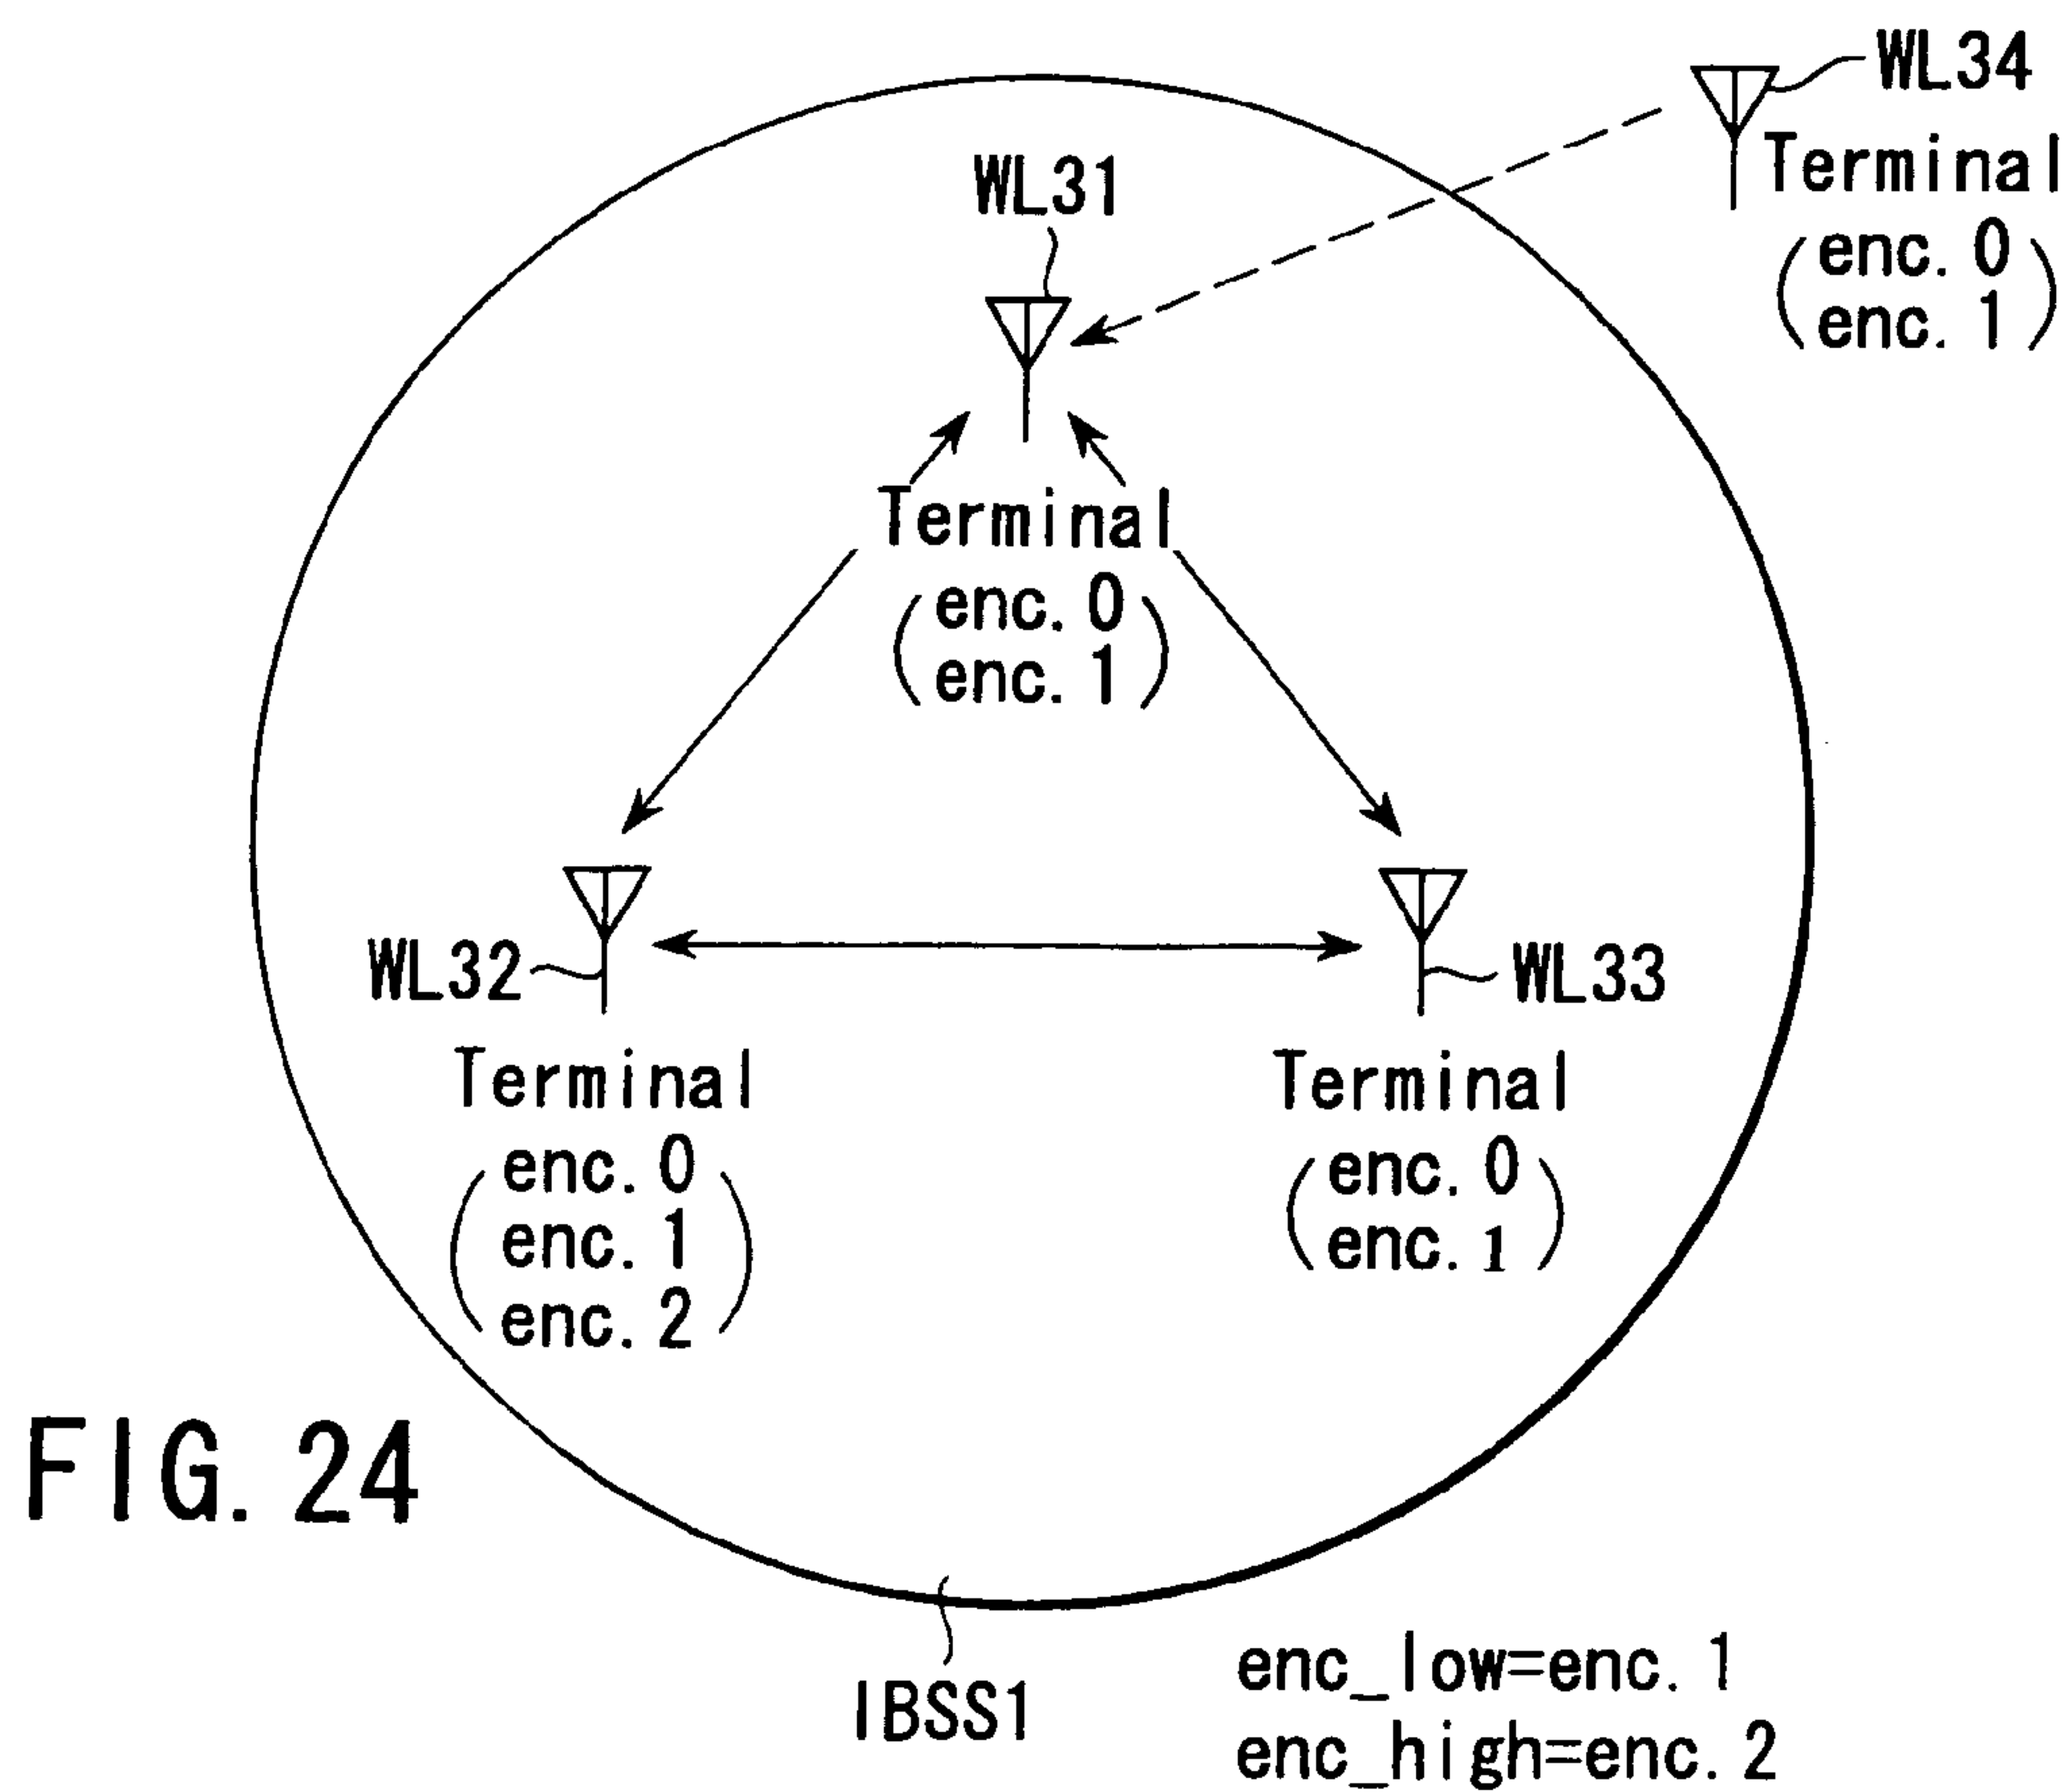 WL34
Terminal
enc. 0
enc. 1
WL31
Terminal
enc. 0
enc. 1
WL32
Terminal
enc. 0
enc. 1
enc. 2
WL33
Terminal
enc. 0
enc. 1
FIG. 24
IBSS1
enc_low=enc. 1
enc_high=enc. 2